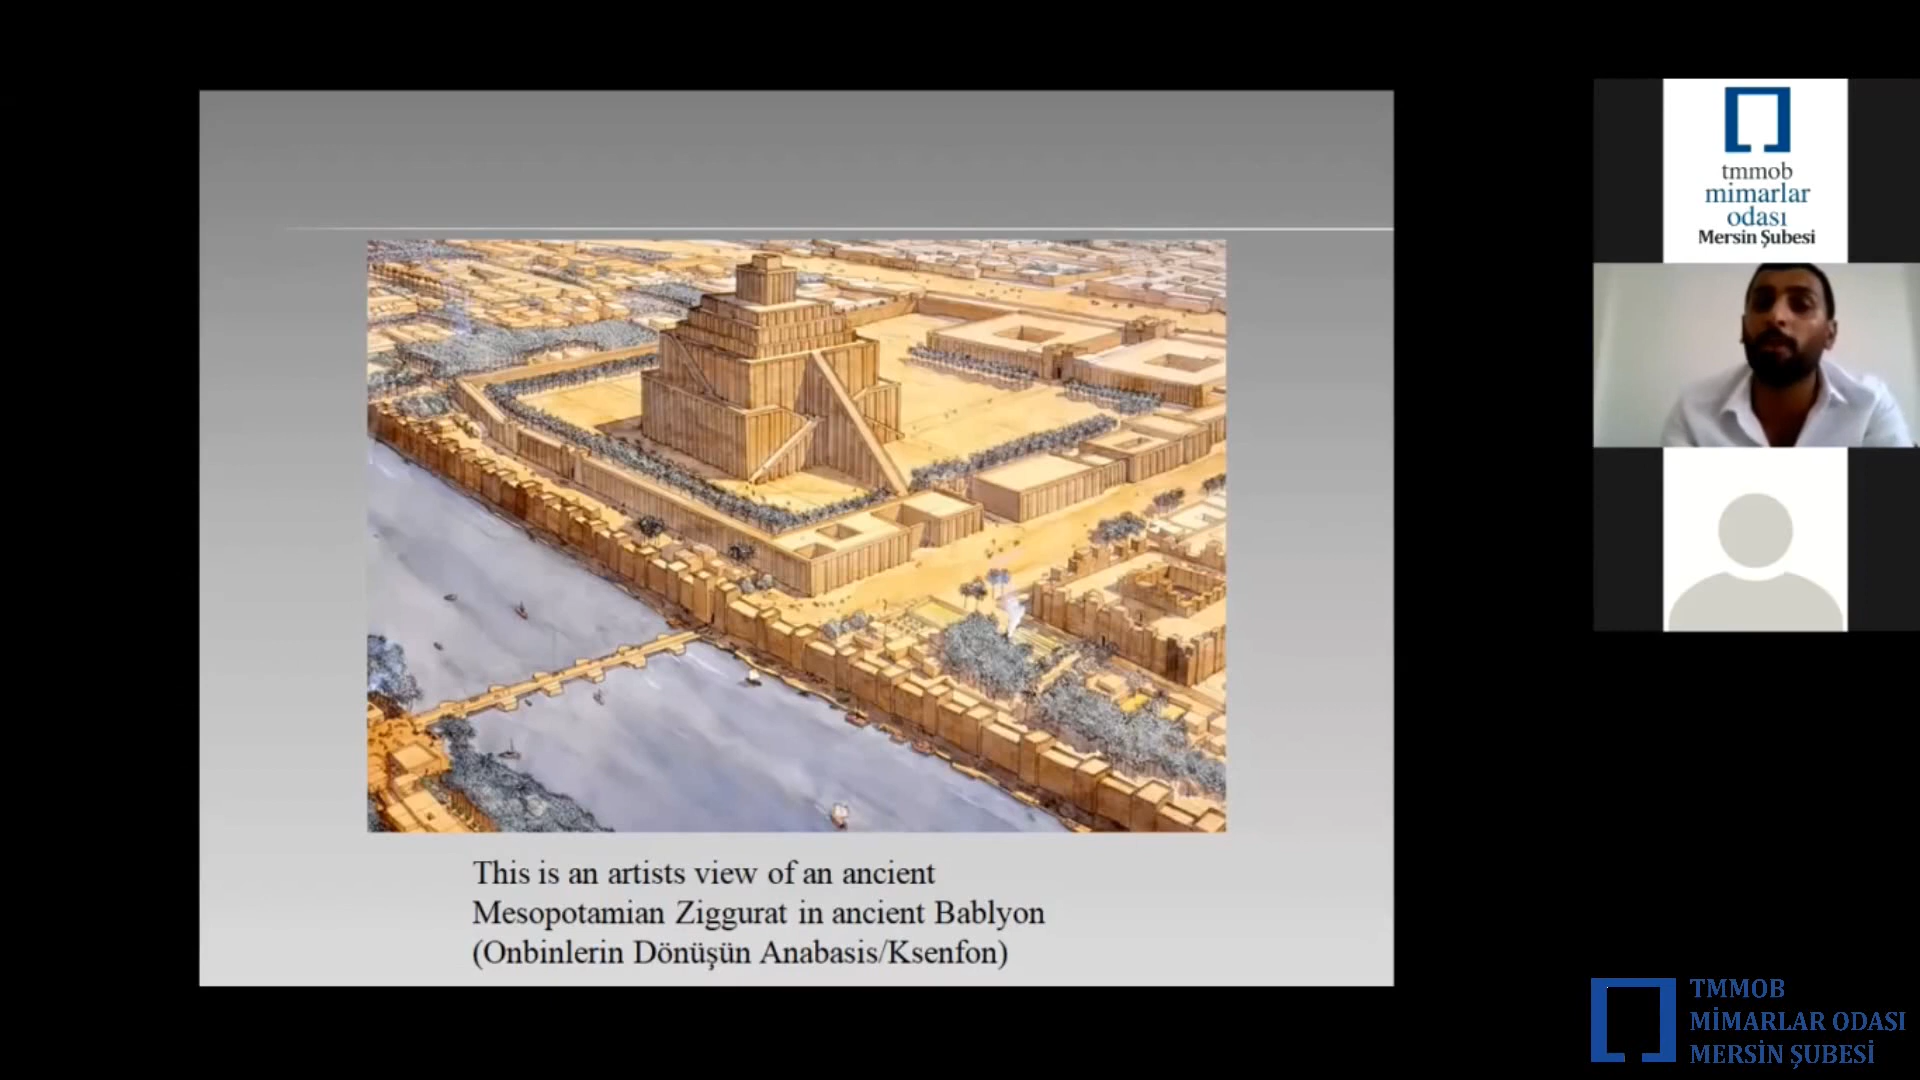 This is an artists view of an ancient
Mesopotamian Ziggurat in ancient Bablyon
(Onbinlerin Dönüşün Anabasis/Ksenfon)
tmmob
mimarlar
odası
Mersin Şubesi
TMMOB
MİMARLAR ODASI
MERSİN ŞUBESİ